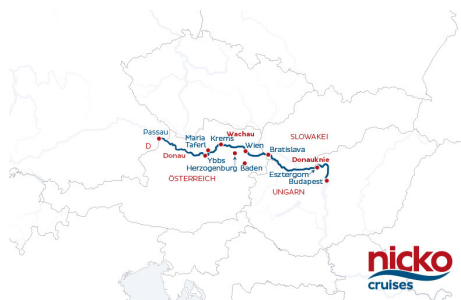 Passau
D
Donau
Maria
Taferl
Krems
Wachau
Ybbs
Herzogenburg
Wien
Baden
ÖSTERREICH
Bratislava
SLOWAKEI
Donauknie
Esztergom
Budapest
UNGARN
nicko
cruises